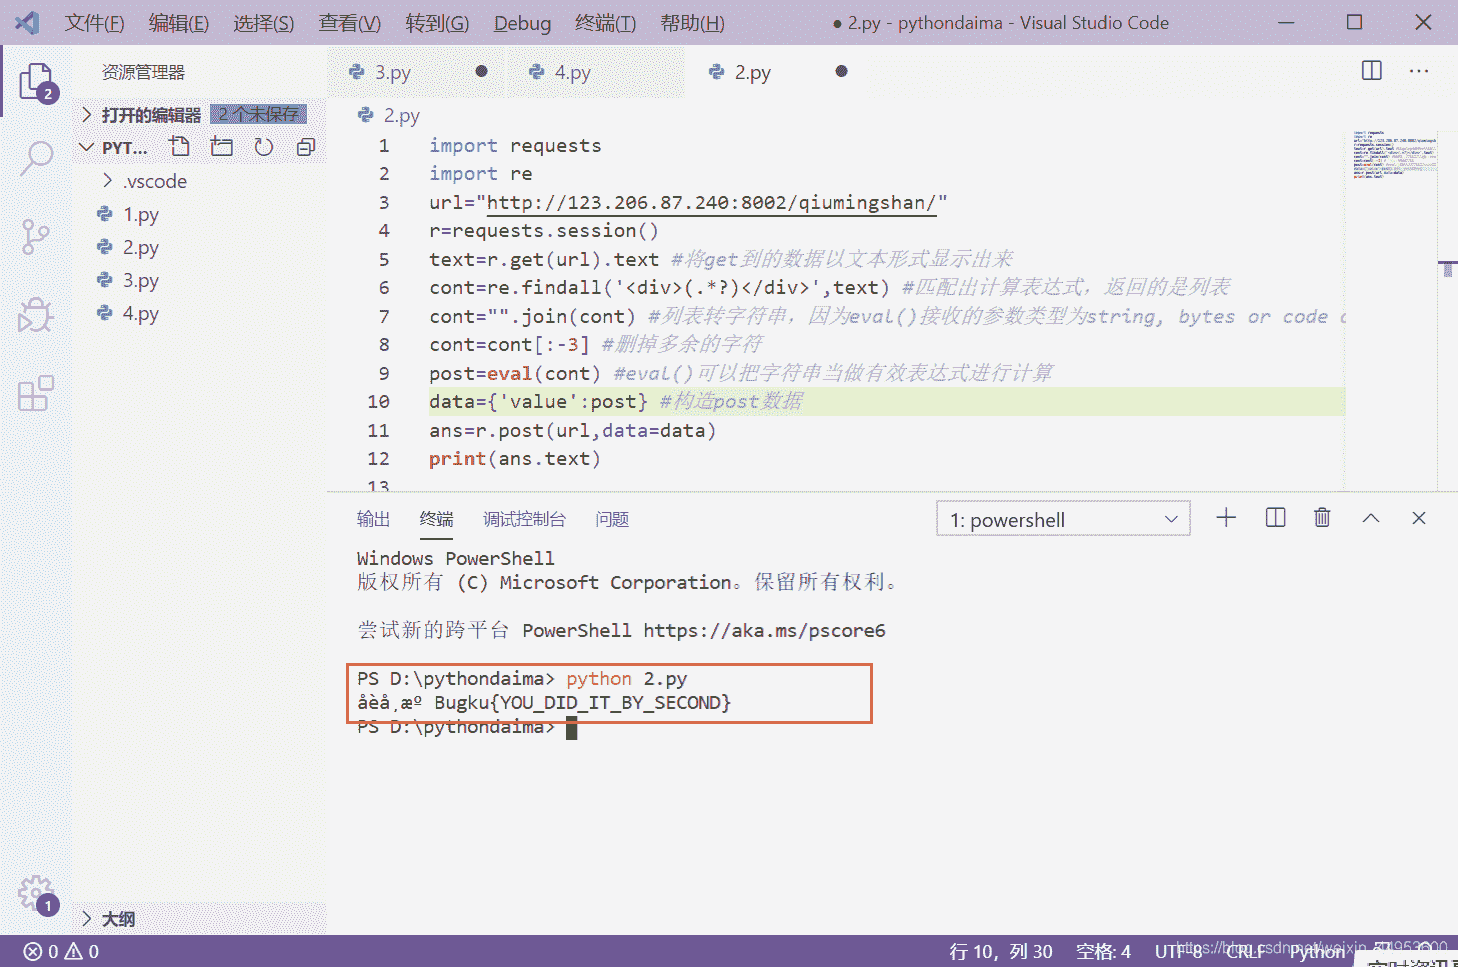 文件(F) 编辑(E) 选择(S) 查看(V) 转到(G) Debug 终端(T) 帮助(H) ● 2.py - pythondaima - Visual Studio Code
资源管理器
3.py 4.py 2.py
打开的编辑器 2 个未保存
2.py
PYT...
.vscode
1.py
2.py
3.py
4.py
1 import requests
2 import re
3 url="http://123.206.87.240:8002/qiumingshan/"
4 r=requests.session()
5 text=r.get(url).text #将get到的数据以文本形式显示出来
6 cont=re.findall('<div>(.*?)</div>',text) #匹配出计算表达式，返回的是列表
7 cont="".join(cont) #列表转字符串，因为eval()接收的参数类型为string, bytes or code
8 cont=cont[:-3] #删掉多余的字符
9 post=eval(cont) #eval()可以把字符串当做有效表达式进行计算
10 data={'value':post} #构造post数据
11 ans=r.post(url,data=data)
12 print(ans.text)
13
输出 终端 调试控制台 问题 1: powershell
Windows PowerShell
版权所有 (C) Microsoft Corporation。保留所有权利。
尝试新的跨平台 PowerShell https://aka.ms/pscore6
PS D:\pythondaima> python 2.py
åèå¸æº Bugku{YOU_DID_IT_BY_SECOND}
PS D:\pythondaima>
2
1
大纲
0 0 行 10，列 30 空格: 4 UTF-8 CRLF Python
https://blog.csdn.net/weixin_44953600